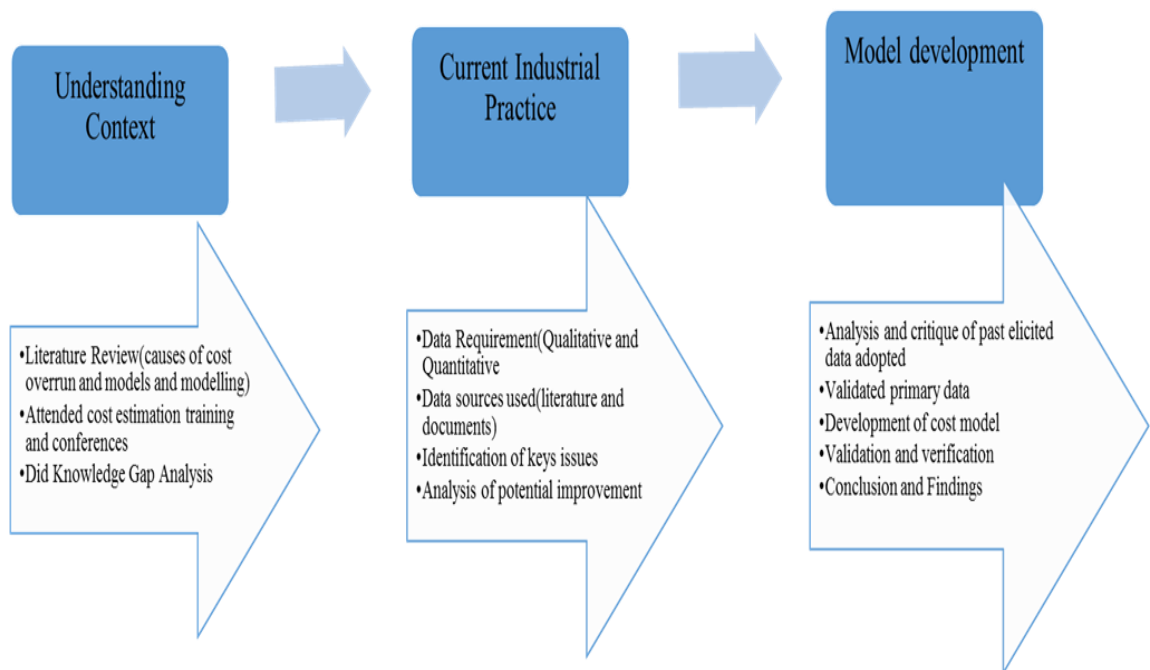 Understanding
Context
Current Industrial
Practice
Model development
•Literature Review(causes of cost
overrun and models and modelling)
•Attended cost estimation training
and conferences
•Did Knowledge Gap Analysis
•Data Requirement(Qualitative and
Quantitative
•Data sources used(literature and
documents)
•Identification of keys issues
•Analysis of potential improvement
•Analysis and critique of past elicited
data adopted
•Validated primary data
•Development of cost model
•Validation and verification
•Conclusion and Findings